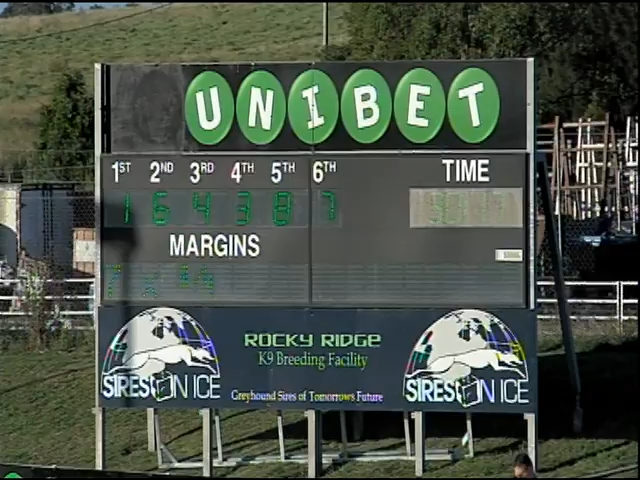 UNIBET
1ST 2ND 3RD 4TH 5TH 6TH TIME
1 6 4 3 8 7
MARGINS
ROCKY RIDGE
K9 Breeding Facility
SIRES ON ICE
SIRES ON ICE
Greyhound Sires of Tomorrows Future